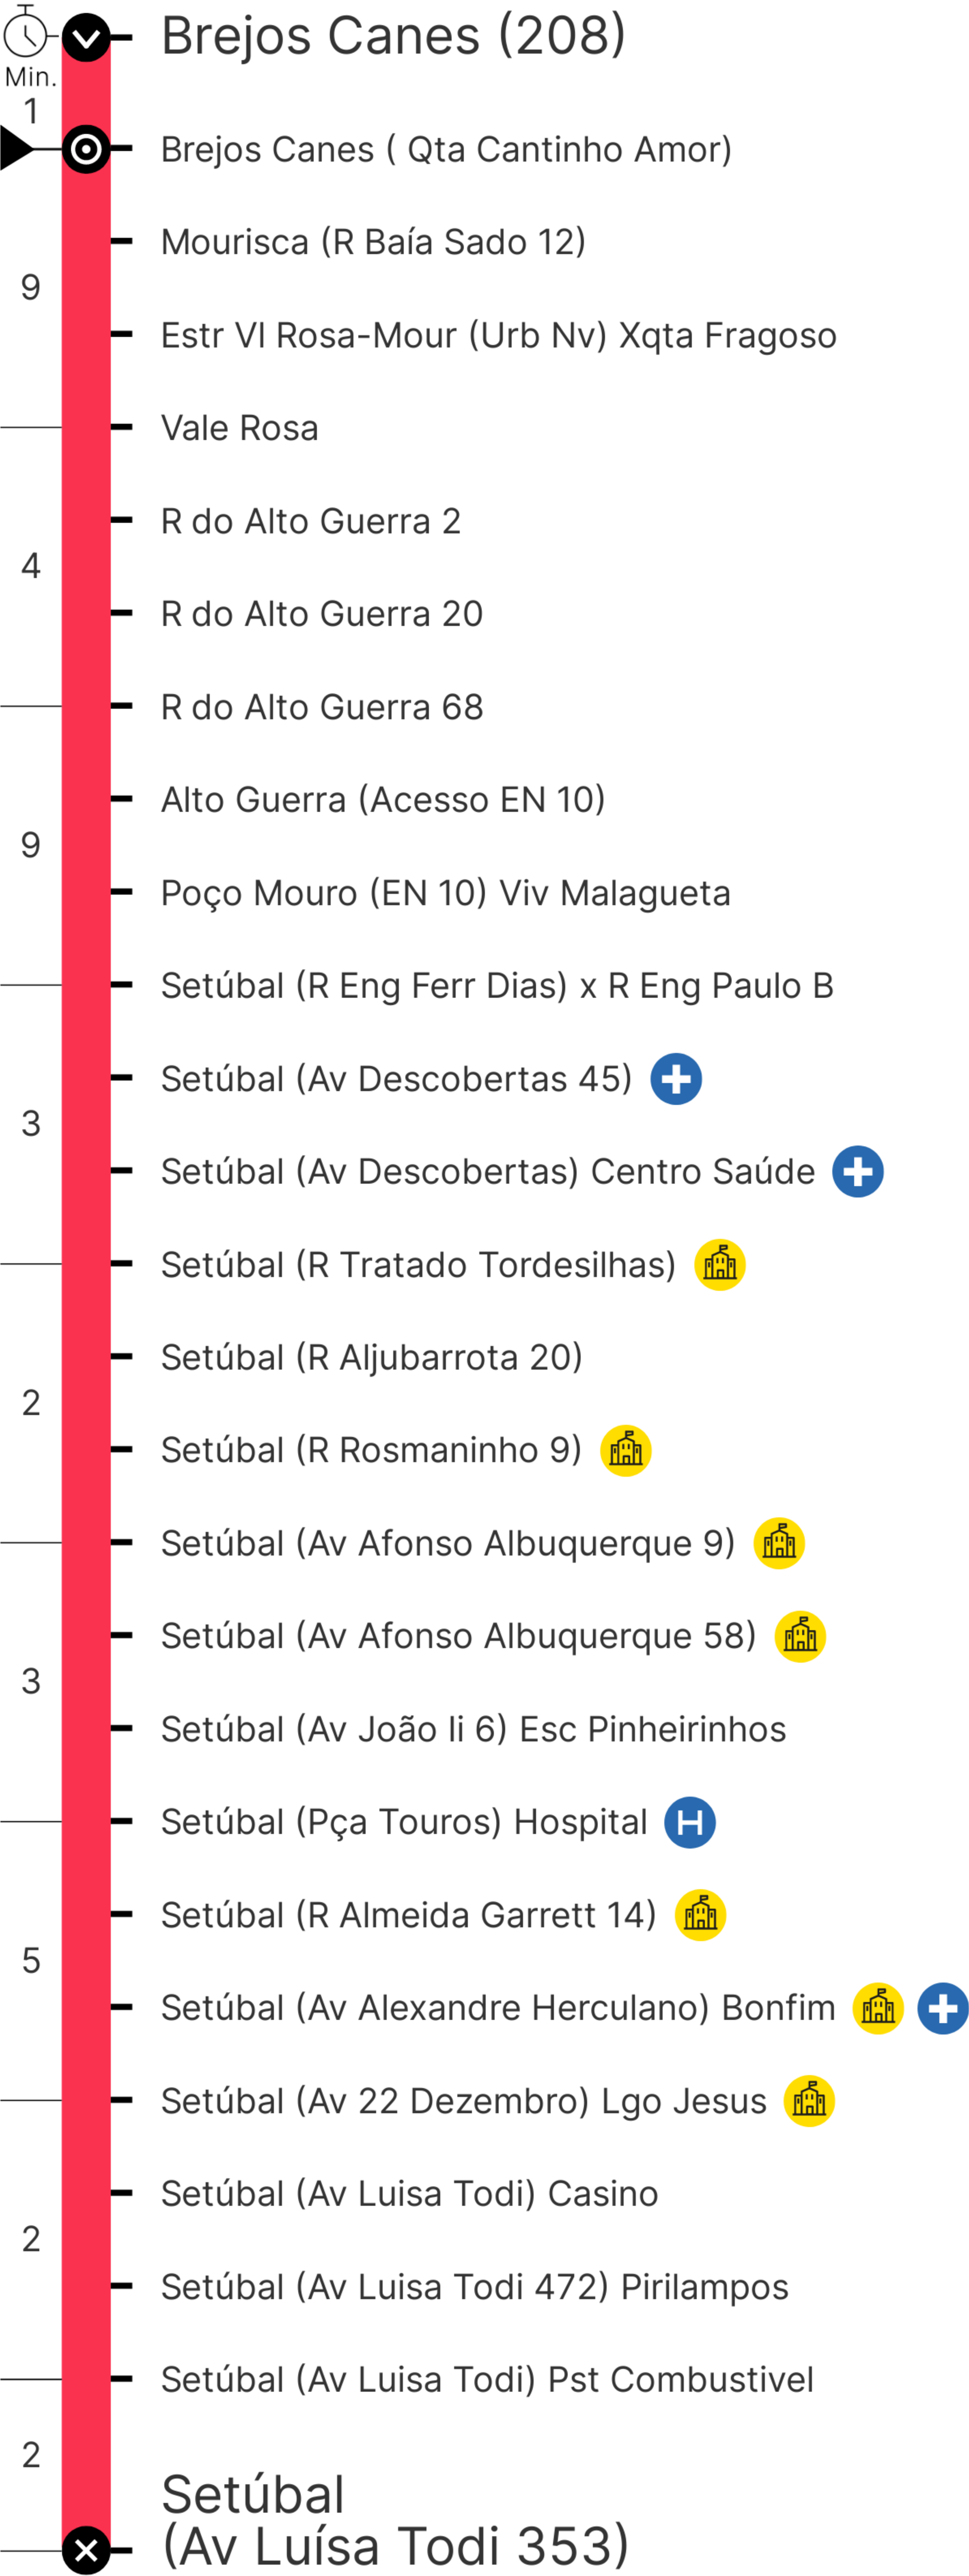 Brejos Canes (208)
Min.
1
Brejos Canes ( Qta Cantinho Amor)
Mourisca (R Baía Sado 12)
9
Estr Vl Rosa-Mour (Urb Nv) Xqta Fragoso
Vale Rosa
R do Alto Guerra 2
4
R do Alto Guerra 20
R do Alto Guerra 68
Alto Guerra (Acesso EN 10)
9
Poço Mouro (EN 10) Viv Malagueta
Setúbal (R Eng Ferr Dias) x R Eng Paulo B
Setúbal (Av Descobertas 45)
3
Setúbal (Av Descobertas) Centro Saúde
Setúbal (R Tratado Tordesilhas)
Setúbal (R Aljubarrota 20)
2
Setúbal (R Rosmaninho 9)
Setúbal (Av Afonso Albuquerque 9)
Setúbal (Av Afonso Albuquerque 58)
3
Setúbal (Av João Ii 6) Esc Pinheirinhos
Setúbal (Pça Touros) Hospital H
Setúbal (R Almeida Garrett 14)
5
Setúbal (Av Alexandre Herculano) Bonfim
Setúbal (Av 22 Dezembro) Lgo Jesus
Setúbal (Av Luisa Todi) Casino
2
Setúbal (Av Luisa Todi 472) Pirilampos
Setúbal (Av Luisa Todi) Pst Combustivel
2
Setúbal
(Av Luísa Todi 353)